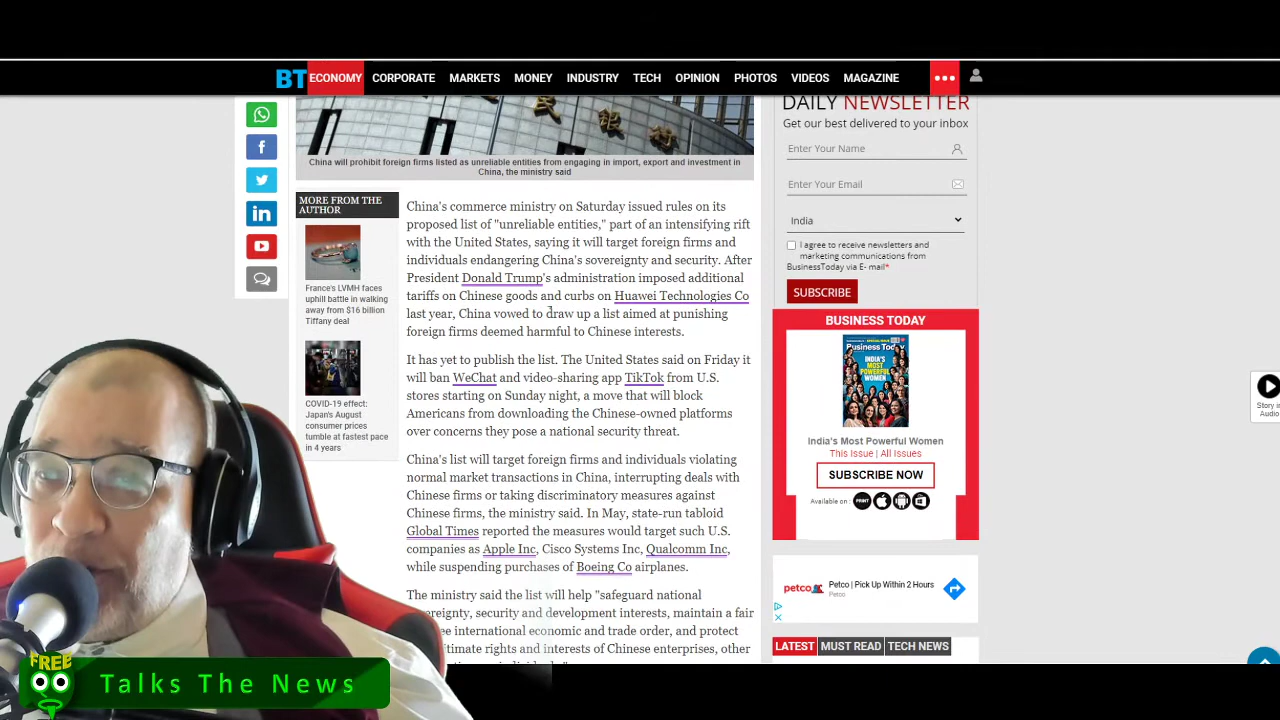 BT ECONOMY CORPORATE MARKETS MONEY INDUSTRY TECH OPINION PHOTOS VIDEOS MAGAZINE
民 银 行
China will prohibit foreign firms listed as unreliable entities from engaging in import, export and investment in
China, the ministry said
MORE FROM THE
AUTHOR
France's LVMH faces
uphill battle in walking
away from $16 billion
Tiffany deal
COVID-19 effect:
Japan's August
consumer prices
tumble at fastest pace
in 4 years
China's commerce ministry on Saturday issued rules on its
proposed list of "unreliable entities," part of an intensifying rift
with the United States, saying it will target foreign firms and
individuals endangering China's sovereignty and security. After
President Donald Trump's administration imposed additional
tariffs on Chinese goods and curbs on Huawei Technologies Co
last year, China vowed to draw up a list aimed at punishing
foreign firms deemed harmful to Chinese interests.
It has yet to publish the list. The United States said on Friday it
will ban WeChat and video-sharing app TikTok from U.S.
stores starting on Sunday night, a move that will block
Americans from downloading the Chinese-owned platforms
over concerns they pose a national security threat.
China's list will target foreign firms and individuals violating
normal market transactions in China, interrupting deals with
Chinese firms or taking discriminatory measures against
Chinese firms, the ministry said. In May, state-run tabloid
Global Times reported the measures would target such U.S.
companies as Apple Inc, Cisco Systems Inc, Qualcomm Inc,
while suspending purchases of Boeing Co airplanes.
The ministry said the list will help "safeguard national
security and development interests, maintain a fair
international economic and trade order, and protect
rights and interests of Chinese enterprises, other
DAILY NEWSLETTER
Get our best delivered to your inbox
Enter Your Name
Enter Your Email
India
I agree to receive newsletters and
marketing communications from
BusinessToday via E- mail*
SUBSCRIBE
BUSINESS TODAY
Business Today
INDIA'S
MOST
POWERFUL
WOMEN
India's Most Powerful Women
This Issue | All Issues
SUBSCRIBE NOW
Available on :
PRINT
Petco | Pick Up Within 2 Hours
petco
Petco
LATEST MUST READ TECH NEWS
Story in
Audio
FREE
Talks The News